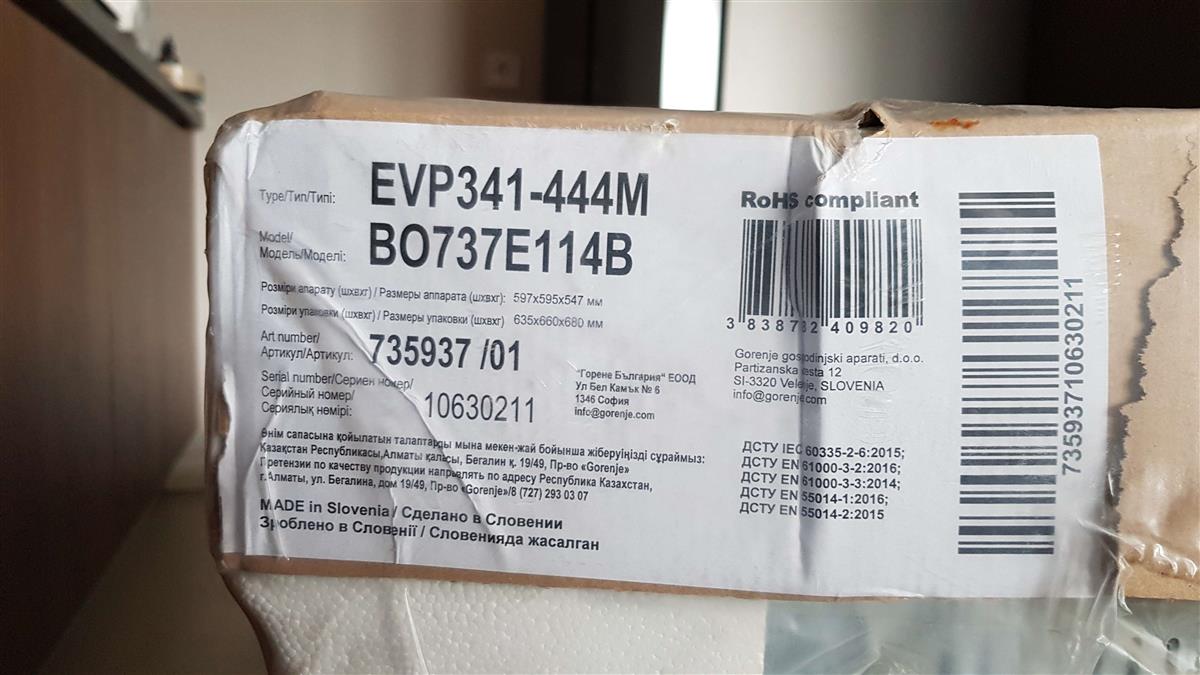 Type/Тип/Типі: EVP341-444M
Model/
Модель/Моделі: BO737E114B
Розміри апарату (шхвхг) / Размеры аппарата (шхвхг): 597x595x547 мм
Розміри упаковки (шхвхг) / Размеры упаковки (шхвхг) 635x660x680 мм
Art number/
Артикул/Артикул: 735937 /01
Serial number/Сериен номер/
Серийный номер/
Сериялық немірі: 10630211
"Горене България" ЕООД
Ул Бел Камък № 6
1346 София
info@gorenje.com
Өнім сапасына қойылатын талаптарды мына мекен-жай бойынша жіберуіңізді сұраймыз:
Қазақстан Республикасы,Алматы қаласы, Бегалин қ. 19/49, Пр-во «Gorenje»
Претензии по качеству продукции направлять по адресу Республика Казахстан,
г.Алматы, ул. Бегалина, дом 19/49, Пр-во «Gorenje»/8 (727) 293 03 07
MADE in Slovenia / Сделано в Словении
Зроблено в Словенії / Словенияда жасалган
RoHS compliant
3 838782 409820
Gorenje gospodinjski aparati, d.o.o.
Partizanska cesta 12
SI-3320 Velenje, SLOVENIA
info@gorenje.com
ДСТУ IEC 60335-2-6:2015;
ДСТУ EN 61000-3-2:2016;
ДСТУ EN 61000-3-3:2014;
ДСТУ EN 55014-1:2016;
ДСТУ EN 55014-2:2015
73593710630211